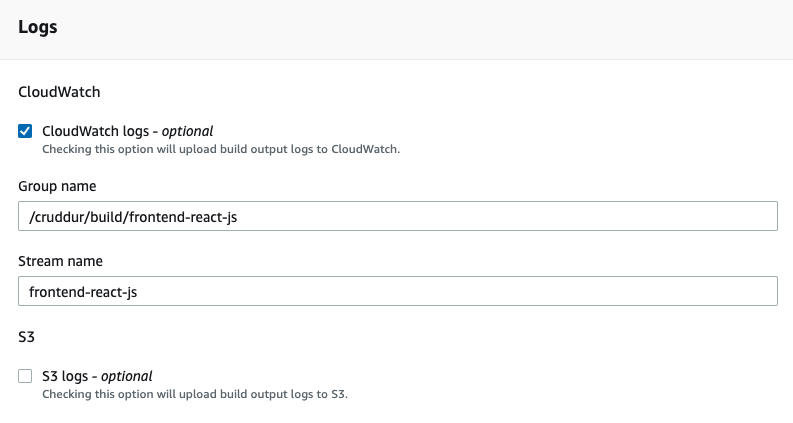 Logs
CloudWatch
CloudWatch logs - optional
Checking this option will upload build output logs to CloudWatch.
Group name
/cruddur/build/frontend-react-js
Stream name
frontend-react-js
S3
S3 logs - optional
Checking this option will upload build output logs to S3.